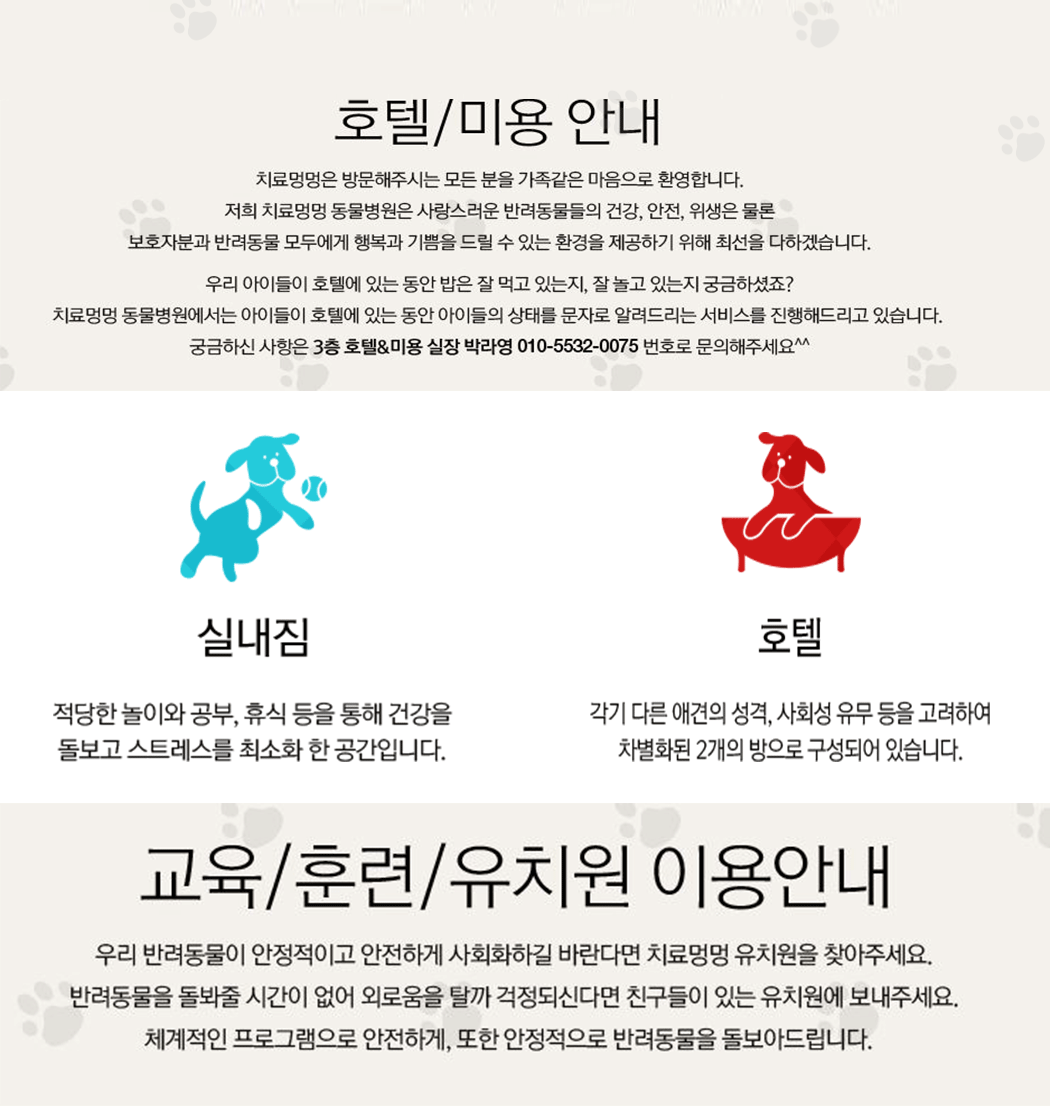 호텔/미용 안내
치료멍멍은 방문해주시는 모든 분을 가족같은 마음으로 환영합니다.
저희 치료멍멍 동물병원은 사랑스러운 반려동물들의 건강, 안전, 위생은 물론
보호자분과 반려동물 모두에게 행복과 기쁨을 드릴 수 있는 환경을 제공하기 위해 최선을 다하겠습니다.
우리 아이들이 호텔에 있는 동안 밥은 잘 먹고 있는지, 잘 놀고 있는지 궁금하셨죠?
치료멍멍 동물병원에서는 아이들이 호텔에 있는 동안 아이들의 상태를 문자로 알려드리는 서비스를 진행해드리고 있습니다.
궁금하신 사항은 3층 호텔&미용 실장 박라영 010-5532-0075 번호로 문의해주세요^^
실내짐
적당한 놀이와 공부, 휴식 등을 통해 건강을
돌보고 스트레스를 최소화 한 공간입니다.
호텔
각기 다른 애견의 성격, 사회성 유무 등을 고려하여
차별화된 2개의 방으로 구성되어 있습니다.
교육/훈련/유치원 이용안내
우리 반려동물이 안정적이고 안전하게 사회화하길 바란다면 치료멍멍 유치원을 찾아주세요.
반려동물을 돌봐줄 시간이 없어 외로움을 탈까 걱정되신다면 친구들이 있는 유치원에 보내주세요.
체계적인 프로그램으로 안전하게, 또한 안정적으로 반려동물을 돌보아드립니다.